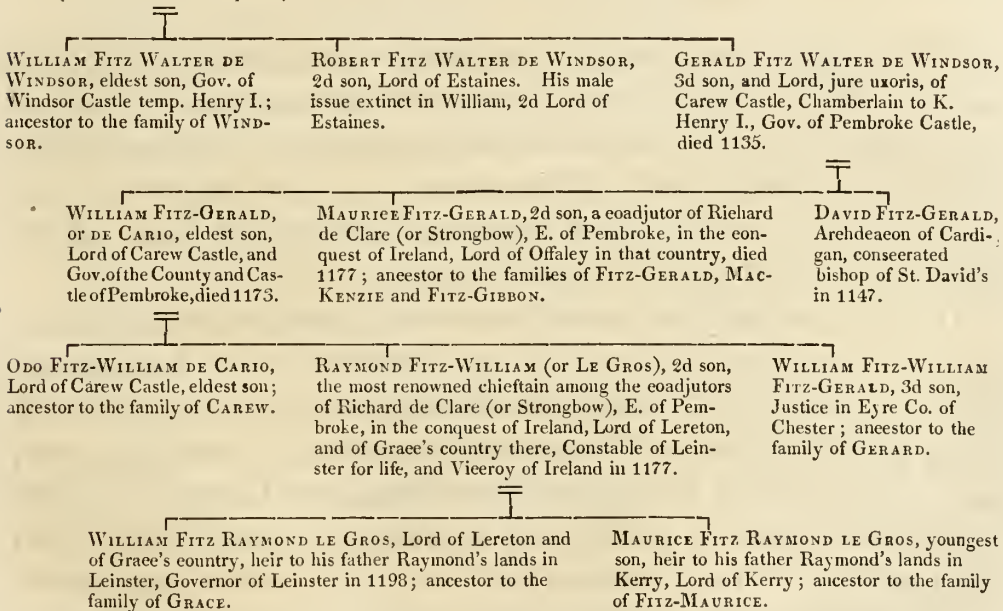 WILLIAM FITZ WALTER DE
WINDSOR, eldest son, Gov. of
Windsor Castle temp. Henry I.;
ancestor to the family of WIND-
SOR.
ROBERT FITZ WALTER DE WINDSOR,
2d son, Lord of Estaines. His male
issue extinct in William, 2d Lord of
Estaines.
GERALD FITZ WALTER DE WINDSOR,
3d son, and Lord, jure uxoris, of
Carew Castle, Chamberlain to K.
Henry I., Gov. of Pembroke Castle,
died 1135.
WILLIAM FITZ-GERALD,
or DE CARIO, eldest son,
Lord of Carew Castle, and
Gov. of the County and Cas-
tle of Pembroke, died 1173.
MAURICE FITZ-GERALD, 2d son, a coadjutor of Richard
de Clare (or Strongbow), E. of Pembroke, in the con-
quest of Ireland, Lord of Offaley in that country, died
1177; ancestor to the families of FITZ-GERALD, MAC-
KENZIE and FITZ-GIBBON.
DAVID FITZ-GERALD,
Archdeacon of Cardi-
gan, consecrated
bishop of St. David's
in 1147.
ODO FITZ-WILLIAM DE CARIO,
Lord of Carew Castle, eldest son;
ancestor to the family of CAREW.
RAYMOND FITZ-WILLIAM (or LE GROS), 2d son,
the most renowned chieftain among the coadjutors
of Richard de Clare (or Strongbow), E. of Pem-
broke, in the conquest of Ireland, Lord of Lereton,
and of Grace's country there, Constable of Lein-
ster for life, and Viceroy of Ireland in 1177.
WILLIAM FITZ-WILLIAM
FITZ-GERALD, 3d son,
Justice in Eyre Co. of
Chester; ancestor to the
family of GERARD.
WILLIAM FITZ RAYMOND LE GROS, Lord of Lereton and
of Grace's country, heir to his father Raymond's lands in
Leinster, Governor of Leinster in 1198; ancestor to the
family of GRACE.
MAURICE FITZ RAYMOND LE GROS, youngest
son, heir to his father Raymond's lands in
Kerry, Lord of Kerry; ancestor to the family
of FITZ-MAURICE.